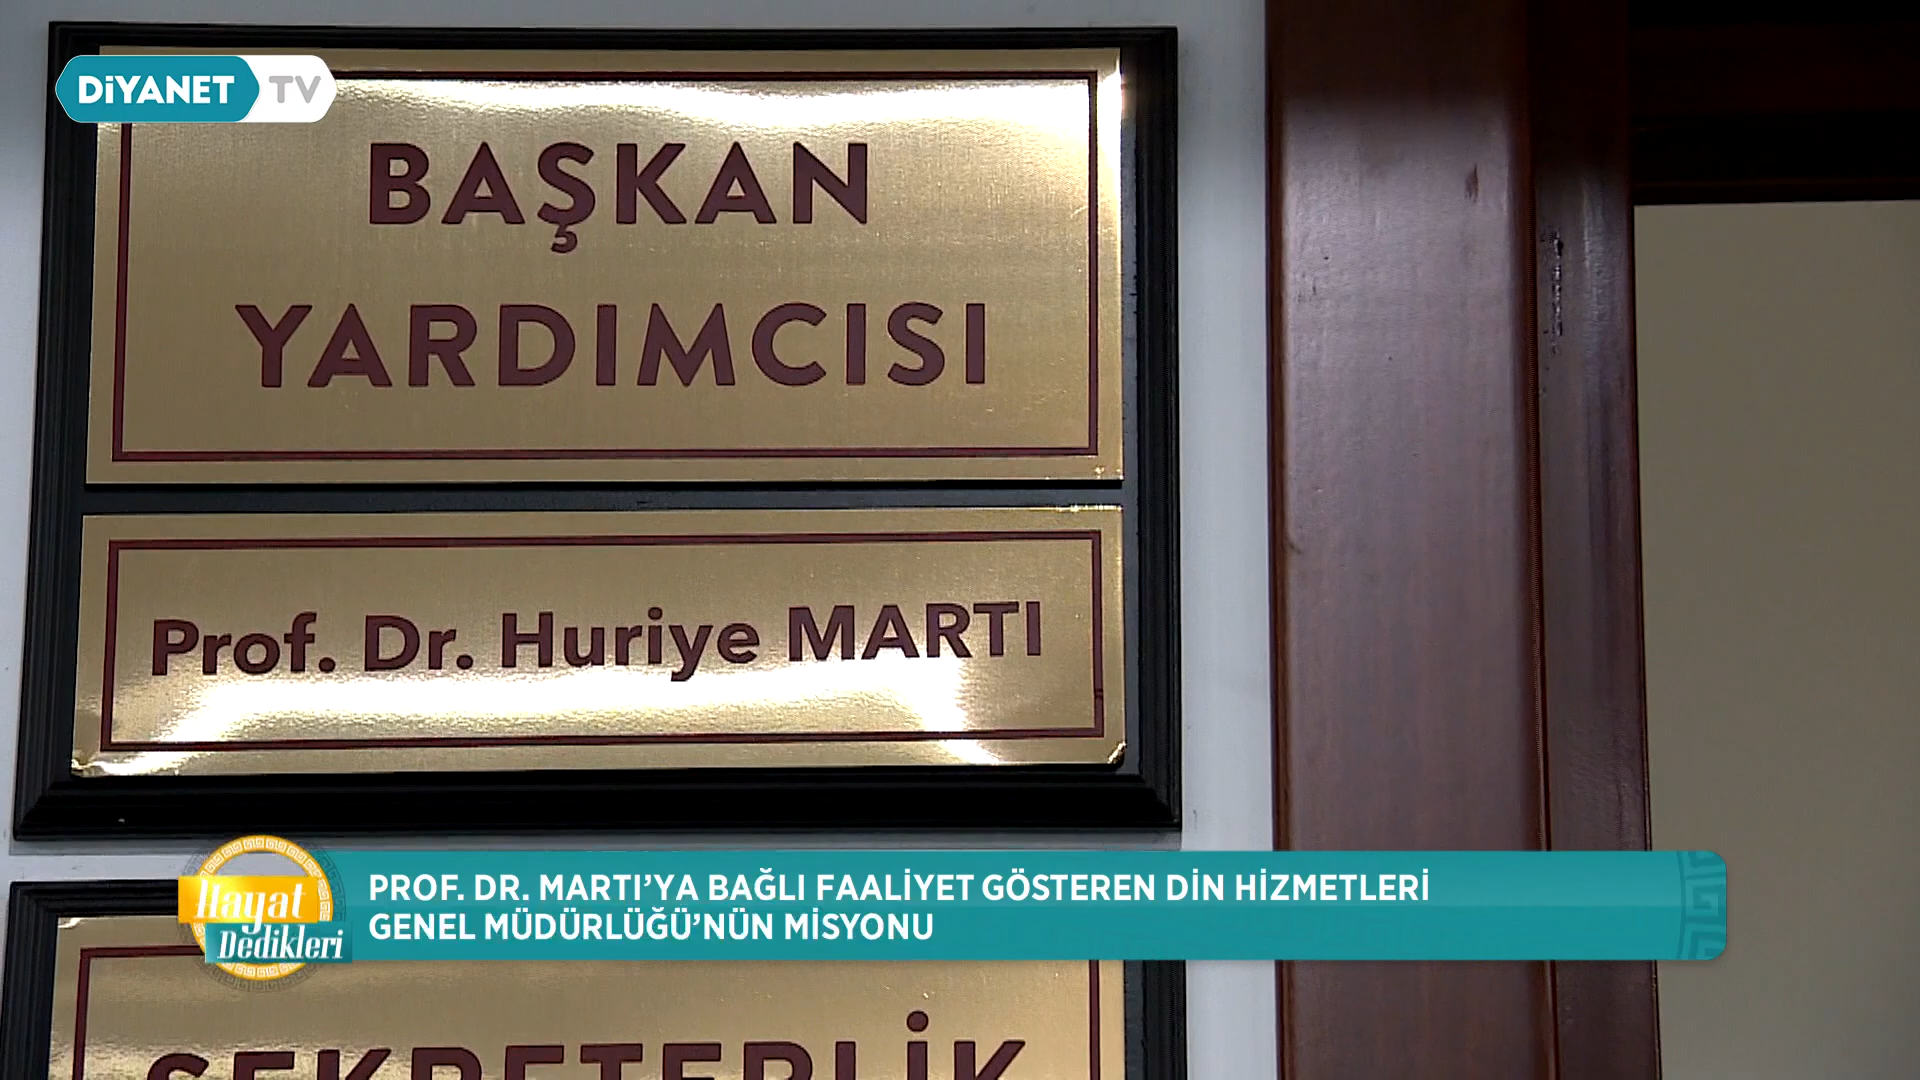 DİYANET TV
BAŞKAN
YARDIMCISI
Prof. Dr. Huriye MARTI
Hayat
Dedikleri
PROF. DR. MARTI'YA BAĞLI FAALİYET GÖSTEREN DİN HİZMETLERİ
GENEL MÜDÜRLÜĞÜ'NÜN MİSYONU
SEKRETERLİK